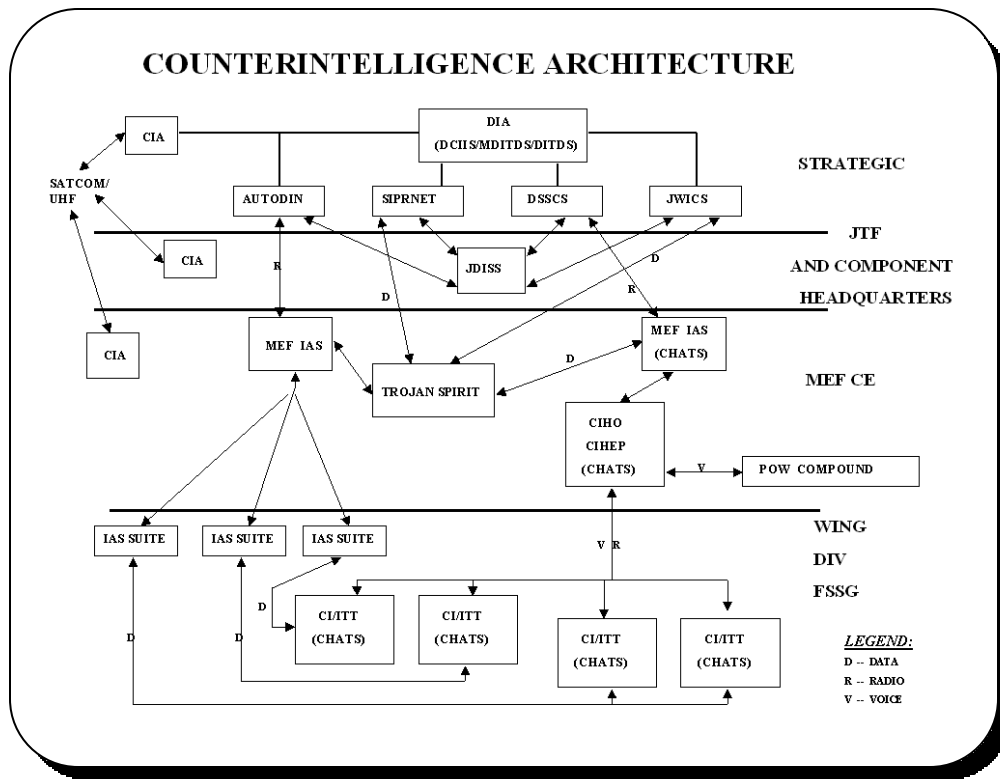 COUNTERINTELLIGENCE ARCHITECTURE
DIA
(DCIIS/MDITDS/DITDS)
CIA
STRATEGIC
SATCOM/
UHF
AUTODIN
SIPRNET
DSSCS
JWICS
JTF
CIA
JDISS
D
R
AND COMPONENT
D
R
HEADQUARTERS
MEF IAS
MEF IAS
(CHATS)
CIA
D
MEF CE
TROJAN SPIRIT
CIHO
CIHEP
(CHATS)
V
POW COMPOUND
WING
IAS SUITE
IAS SUITE
IAS SUITE
V R
DIV
FSSG
D
CI/ITT
(CHATS)
CI/ITT
(CHATS)
D
D
CI/ITT
(CHATS)
CI/ITT
(CHATS)
LEGEND:
D -- DATA
R -- RADIO
V -- VOICE